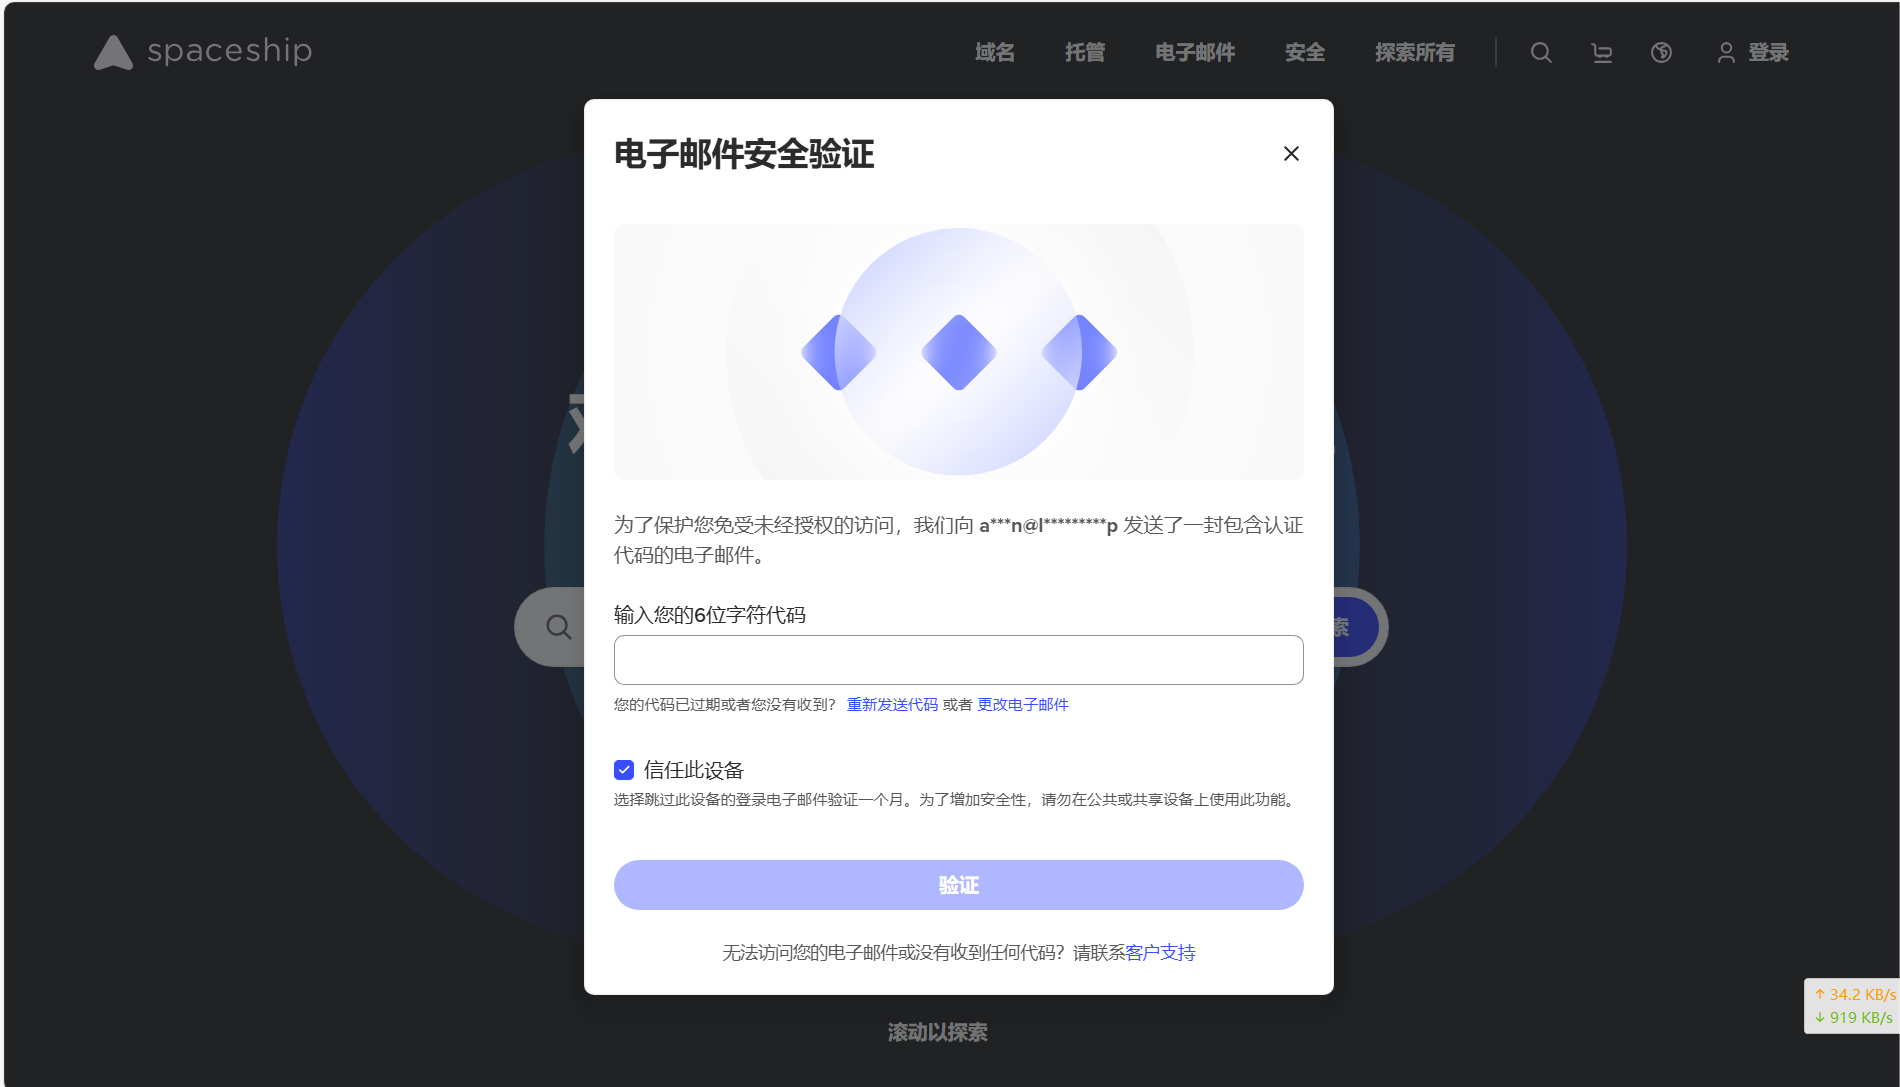 spaceship
域名 托管 电子邮件 安全 探索所有 登录
电子邮件安全验证
为了保护您免受未经授权的访问，我们向 a***n@l*********p 发送了一封包含认证
代码的电子邮件。
输入您的6位字符代码
索
您的代码已过期或者您没有收到？ 重新发送代码 或者 更改电子邮件
信任此设备
选择跳过此设备的登录电子邮件验证一个月。为了增加安全性，请勿在公共或共享设备上使用此功能。
验证
无法访问您的电子邮件或没有收到任何代码？请联系客户支持
↑ 34.2 KB/s
↓ 919 KB/s
滚动以探索